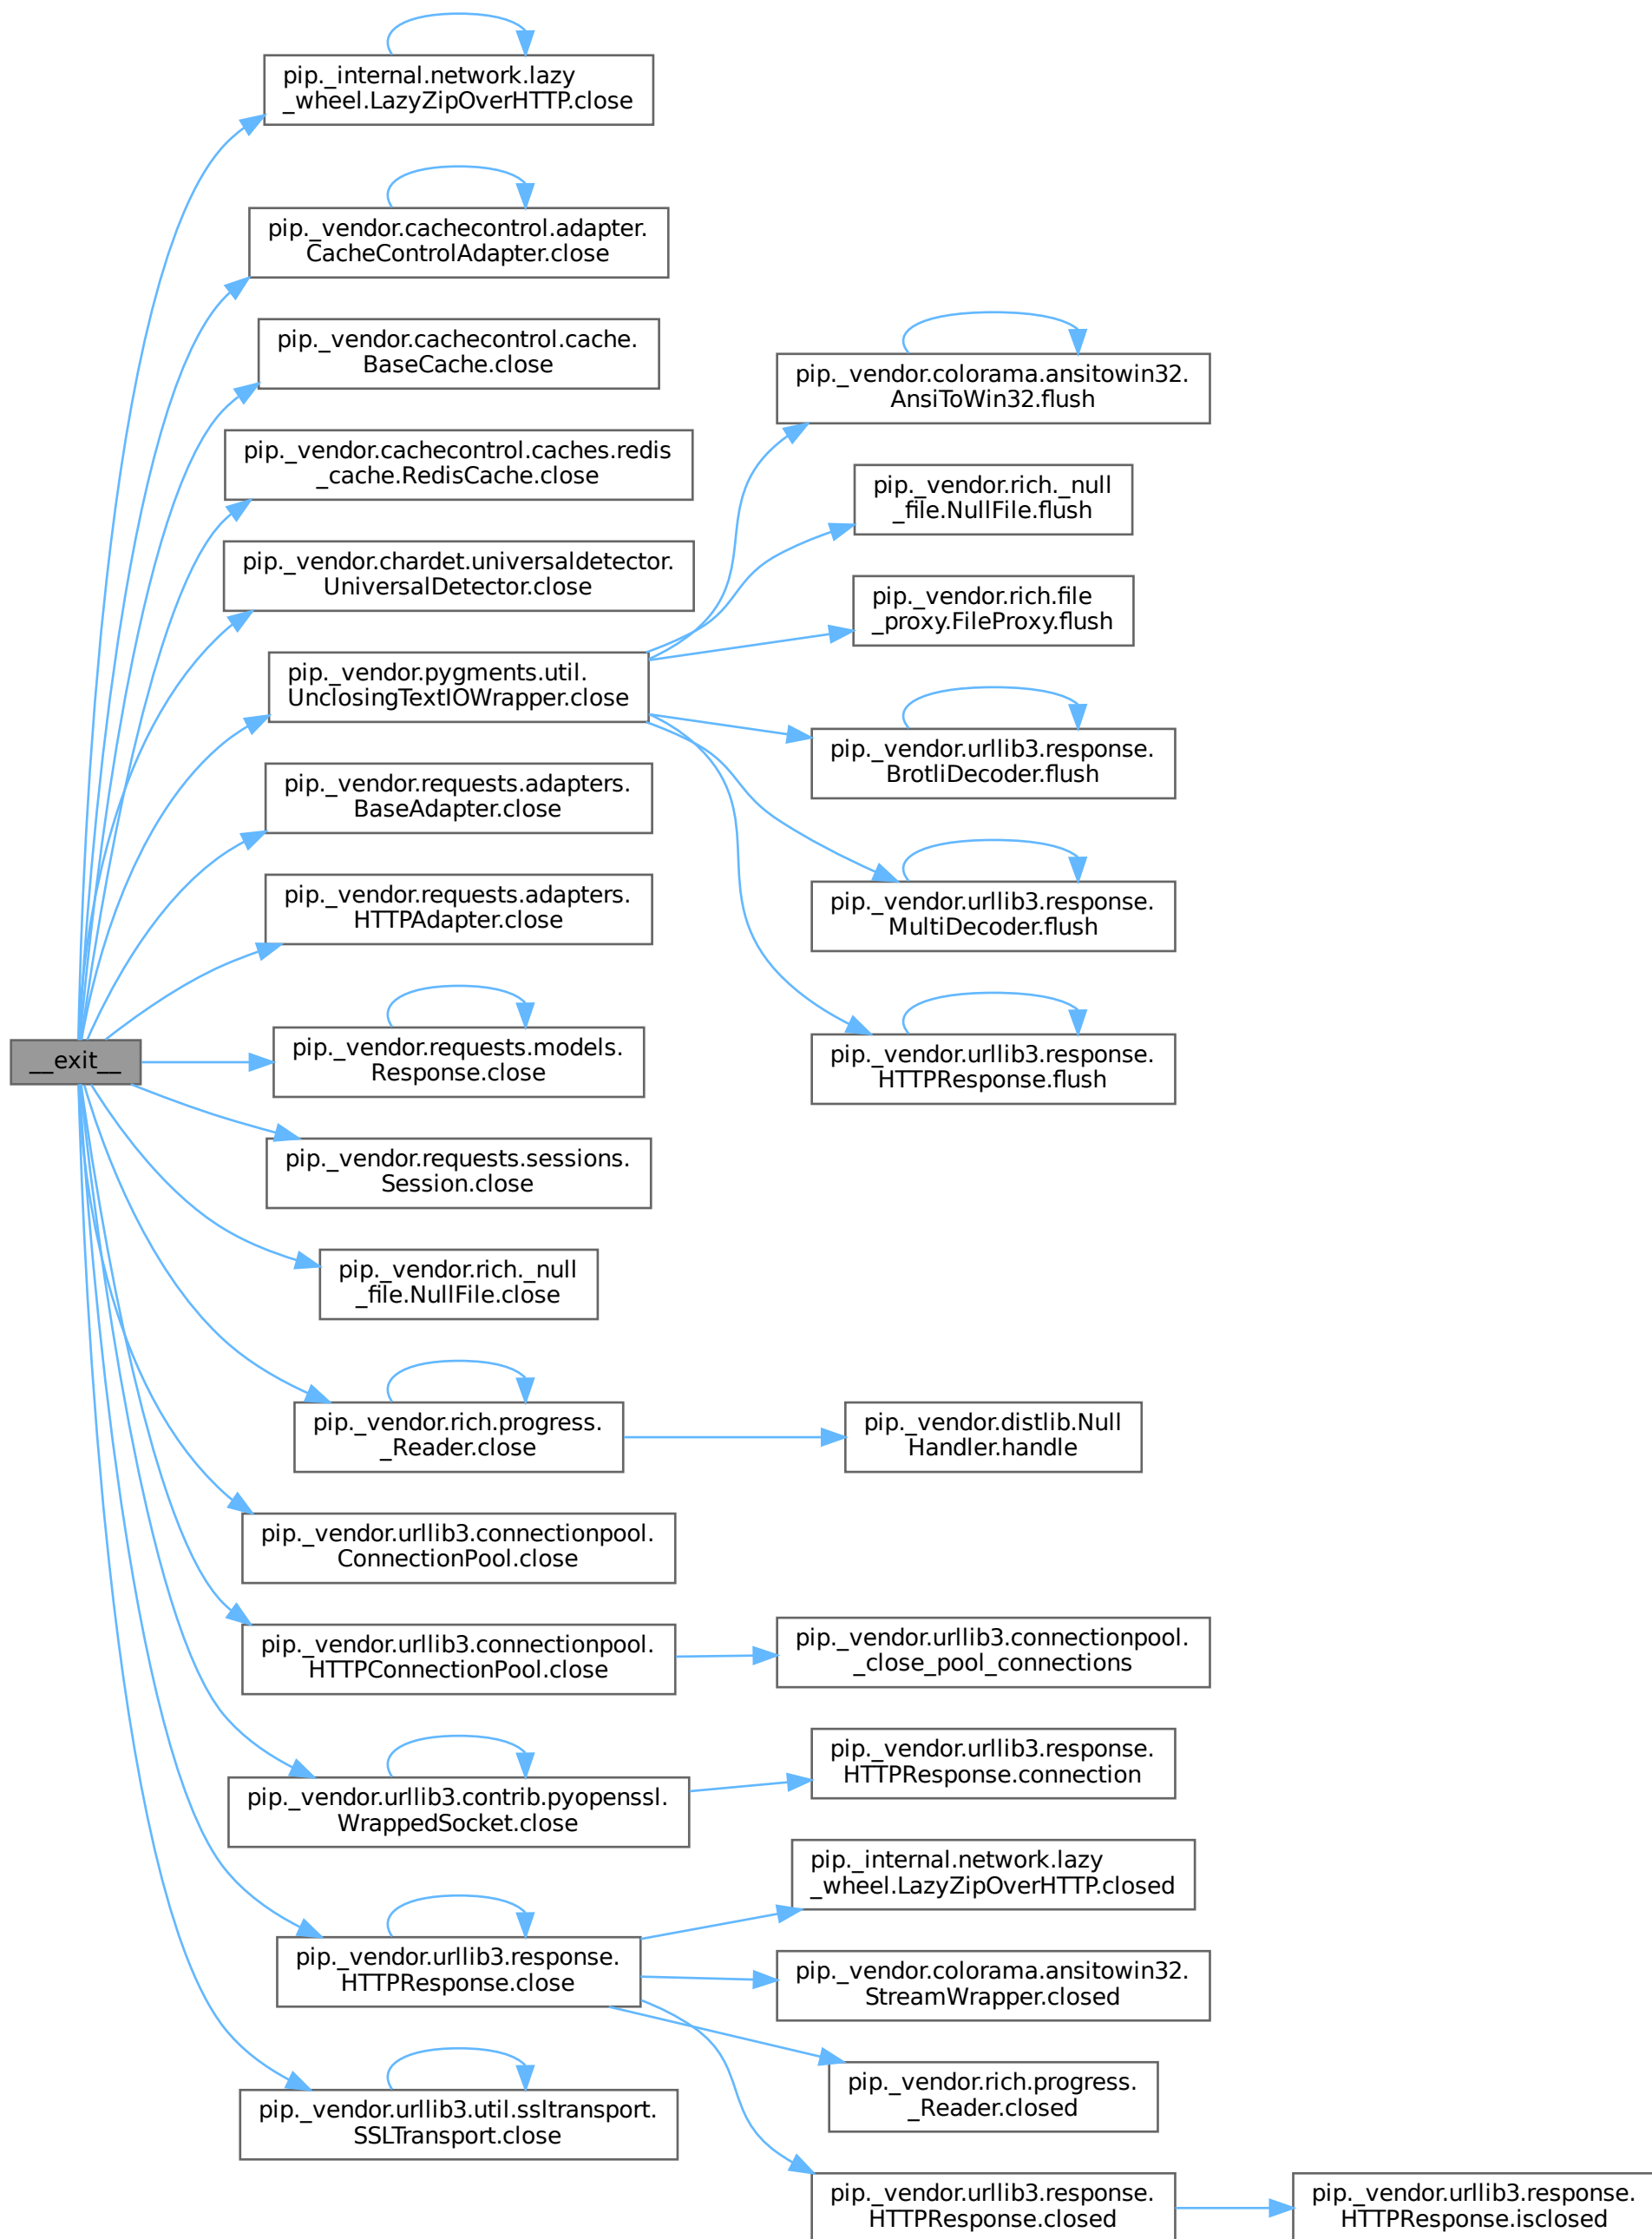 __exit__
pip._internal.network.lazy
_wheel.LazyZipOverHTTP.close
pip._vendor.cachecontrol.adapter.
CacheControlAdapter.close
pip._vendor.cachecontrol.cache.
BaseCache.close
pip._vendor.cachecontrol.caches.redis
_cache.RedisCache.close
pip._vendor.chardet.universaldetector.
UniversalDetector.close
pip._vendor.pygments.util.
UnclosingTextIOWrapper.close
pip._vendor.requests.adapters.
BaseAdapter.close
pip._vendor.requests.adapters.
HTTPAdapter.close
pip._vendor.requests.models.
Response.close
pip._vendor.requests.sessions.
Session.close
pip._vendor.rich._null
_file.NullFile.close
pip._vendor.rich.progress.
_Reader.close
pip._vendor.urllib3.connectionpool.
ConnectionPool.close
pip._vendor.urllib3.connectionpool.
HTTPConnectionPool.close
pip._vendor.urllib3.contrib.pyopenssl.
WrappedSocket.close
pip._vendor.urllib3.response.
HTTPResponse.close
pip._vendor.urllib3.util.ssltransport.
SSLTransport.close
pip._vendor.colorama.ansitowin32.
AnsiToWin32.flush
pip._vendor.rich._null
_file.NullFile.flush
pip._vendor.rich.file
_proxy.FileProxy.flush
pip._vendor.urllib3.response.
BrotliDecoder.flush
pip._vendor.urllib3.response.
MultiDecoder.flush
pip._vendor.urllib3.response.
HTTPResponse.flush
pip._vendor.distlib.Null
Handler.handle
pip._vendor.urllib3.connectionpool.
_close_pool_connections
pip._vendor.urllib3.response.
HTTPResponse.connection
pip._internal.network.lazy
_wheel.LazyZipOverHTTP.closed
pip._vendor.colorama.ansitowin32.
StreamWrapper.closed
pip._vendor.rich.progress.
_Reader.closed
pip._vendor.urllib3.response.
HTTPResponse.closed
pip._vendor.urllib3.response.
HTTPResponse.isclosed